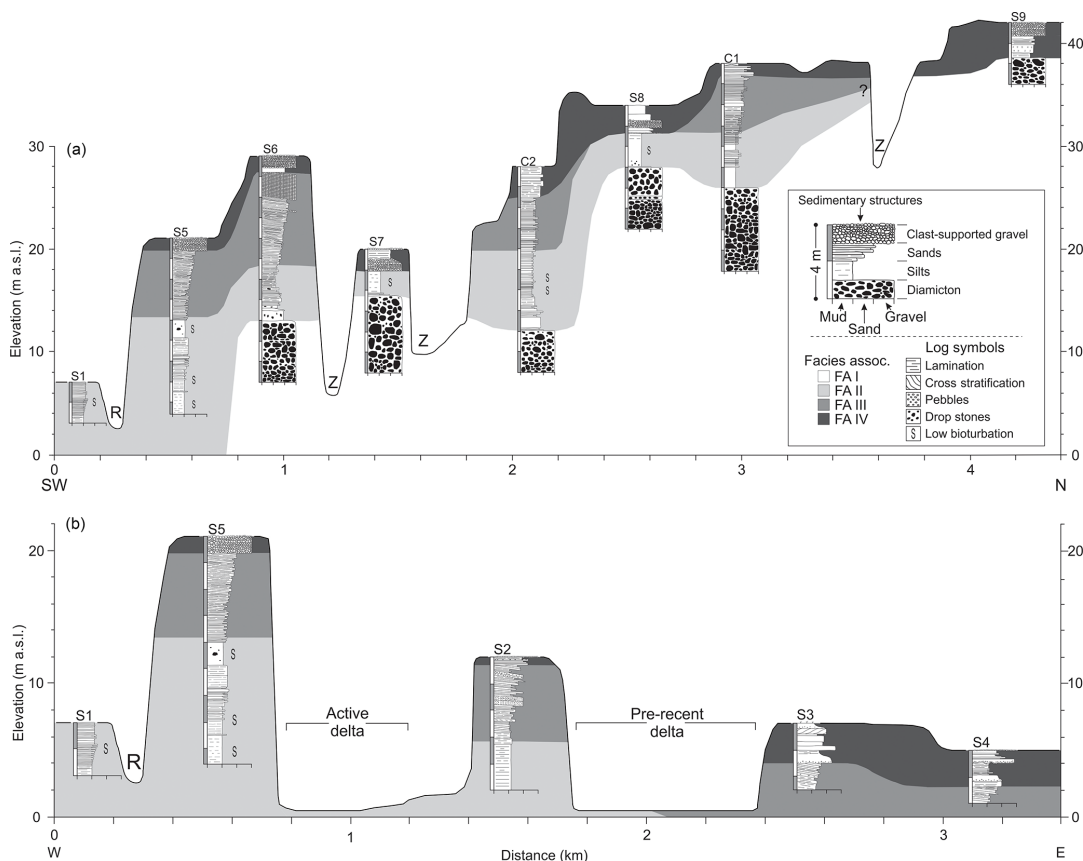 (a)
S9
C1
S8
S6
C2
S5
S7
S1
R
Z
Z
Z
?
S
S
S
S
S
S
S
S
40
30
20
10
0
30
20
10
0
Elevation (m a.s.l.)
Elevation (m a.s.l.)
0 1 2 3 4
SW N
Sedimentary structures
4 m
Clast-supported gravel
Sands
Silts
Diamicton
Mud Sand Gravel
Facies assoc.
FA I
FA II
FA III
FA IV
Log symbols
Lamination
Cross stratification
Pebbles
Drop stones
S Low bioturbation
(b)
S5
S1
R
S2
S3
S4
S
S
S
S
Active
delta
Pre-recent
delta
20
10
0
20
10
0
Elevation (m a.s.l.)
Elevation (m a.s.l.)
0 1 2 3
W Distance (km) E